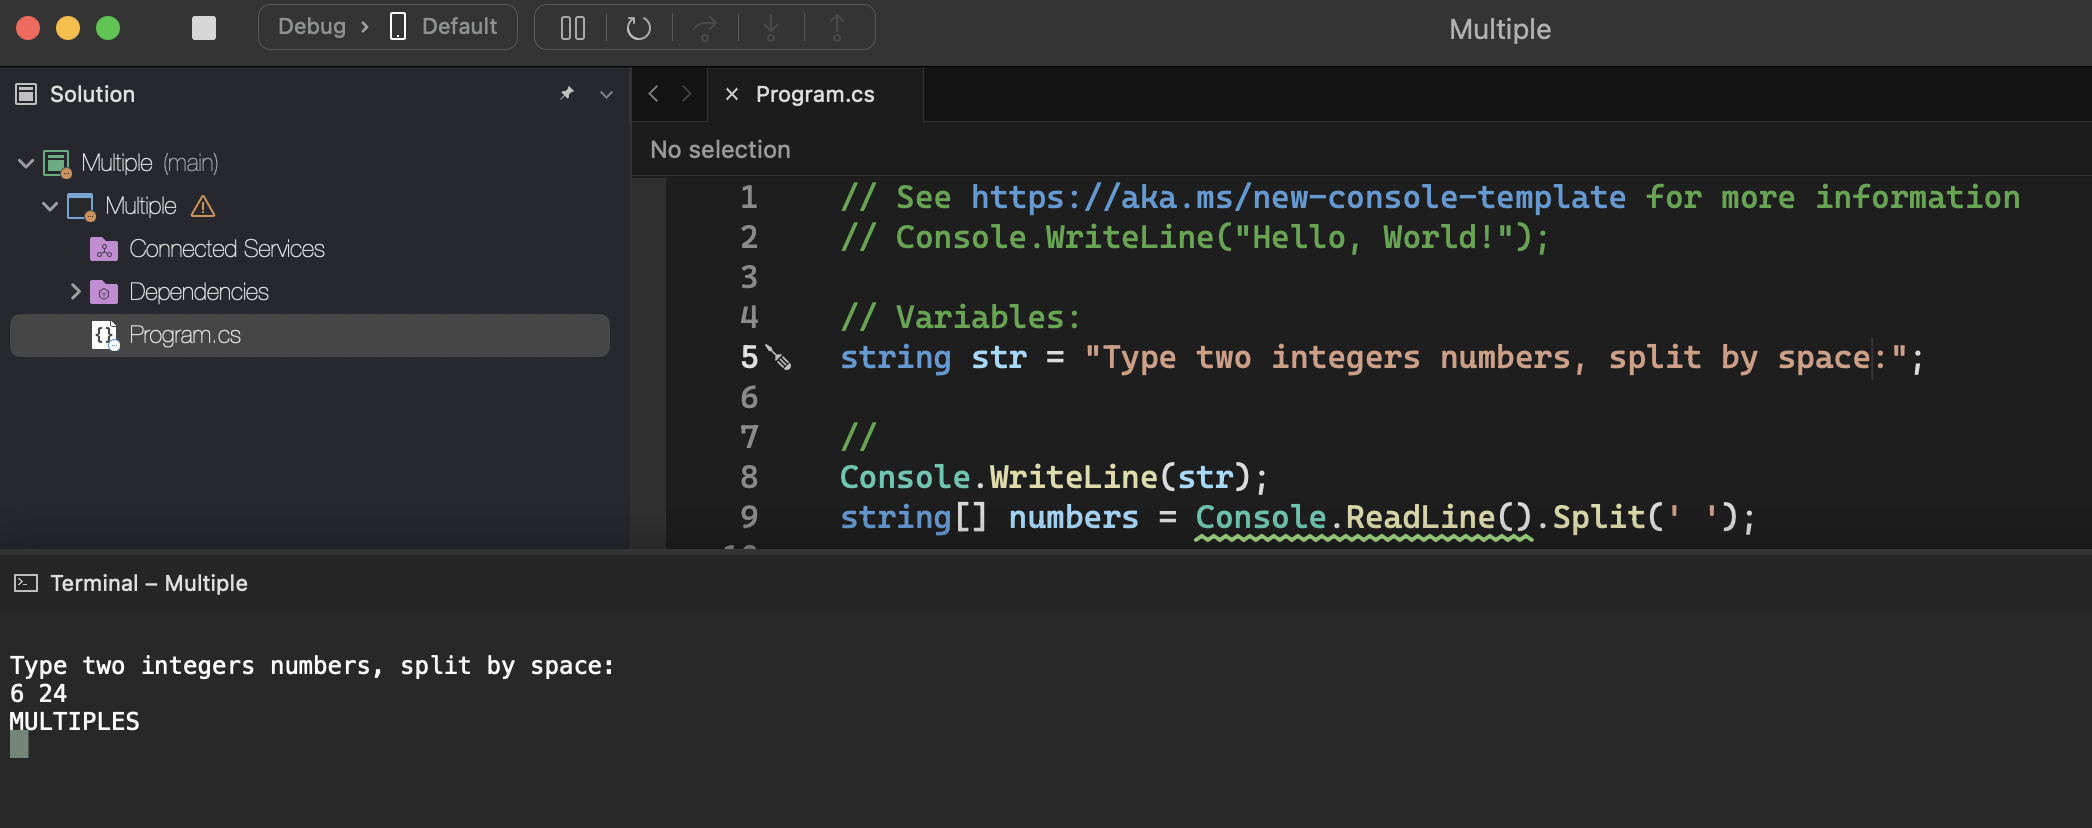 Debug › Default
Multiple
Solution
Program.cs
No selection
Multiple (main)
Multiple
Connected Services
Dependencies
Program.cs
1 // See https://aka.ms/new-console-template for more information
2 // Console.WriteLine("Hello, World!");
3
4 // Variables:
5 string str = "Type two integers numbers, split by space:";
6
7 //
8 Console.WriteLine(str);
9 string[] numbers = Console.ReadLine().Split(' ');
Terminal – Multiple
Type two integers numbers, split by space:
6 24
MULTIPLES